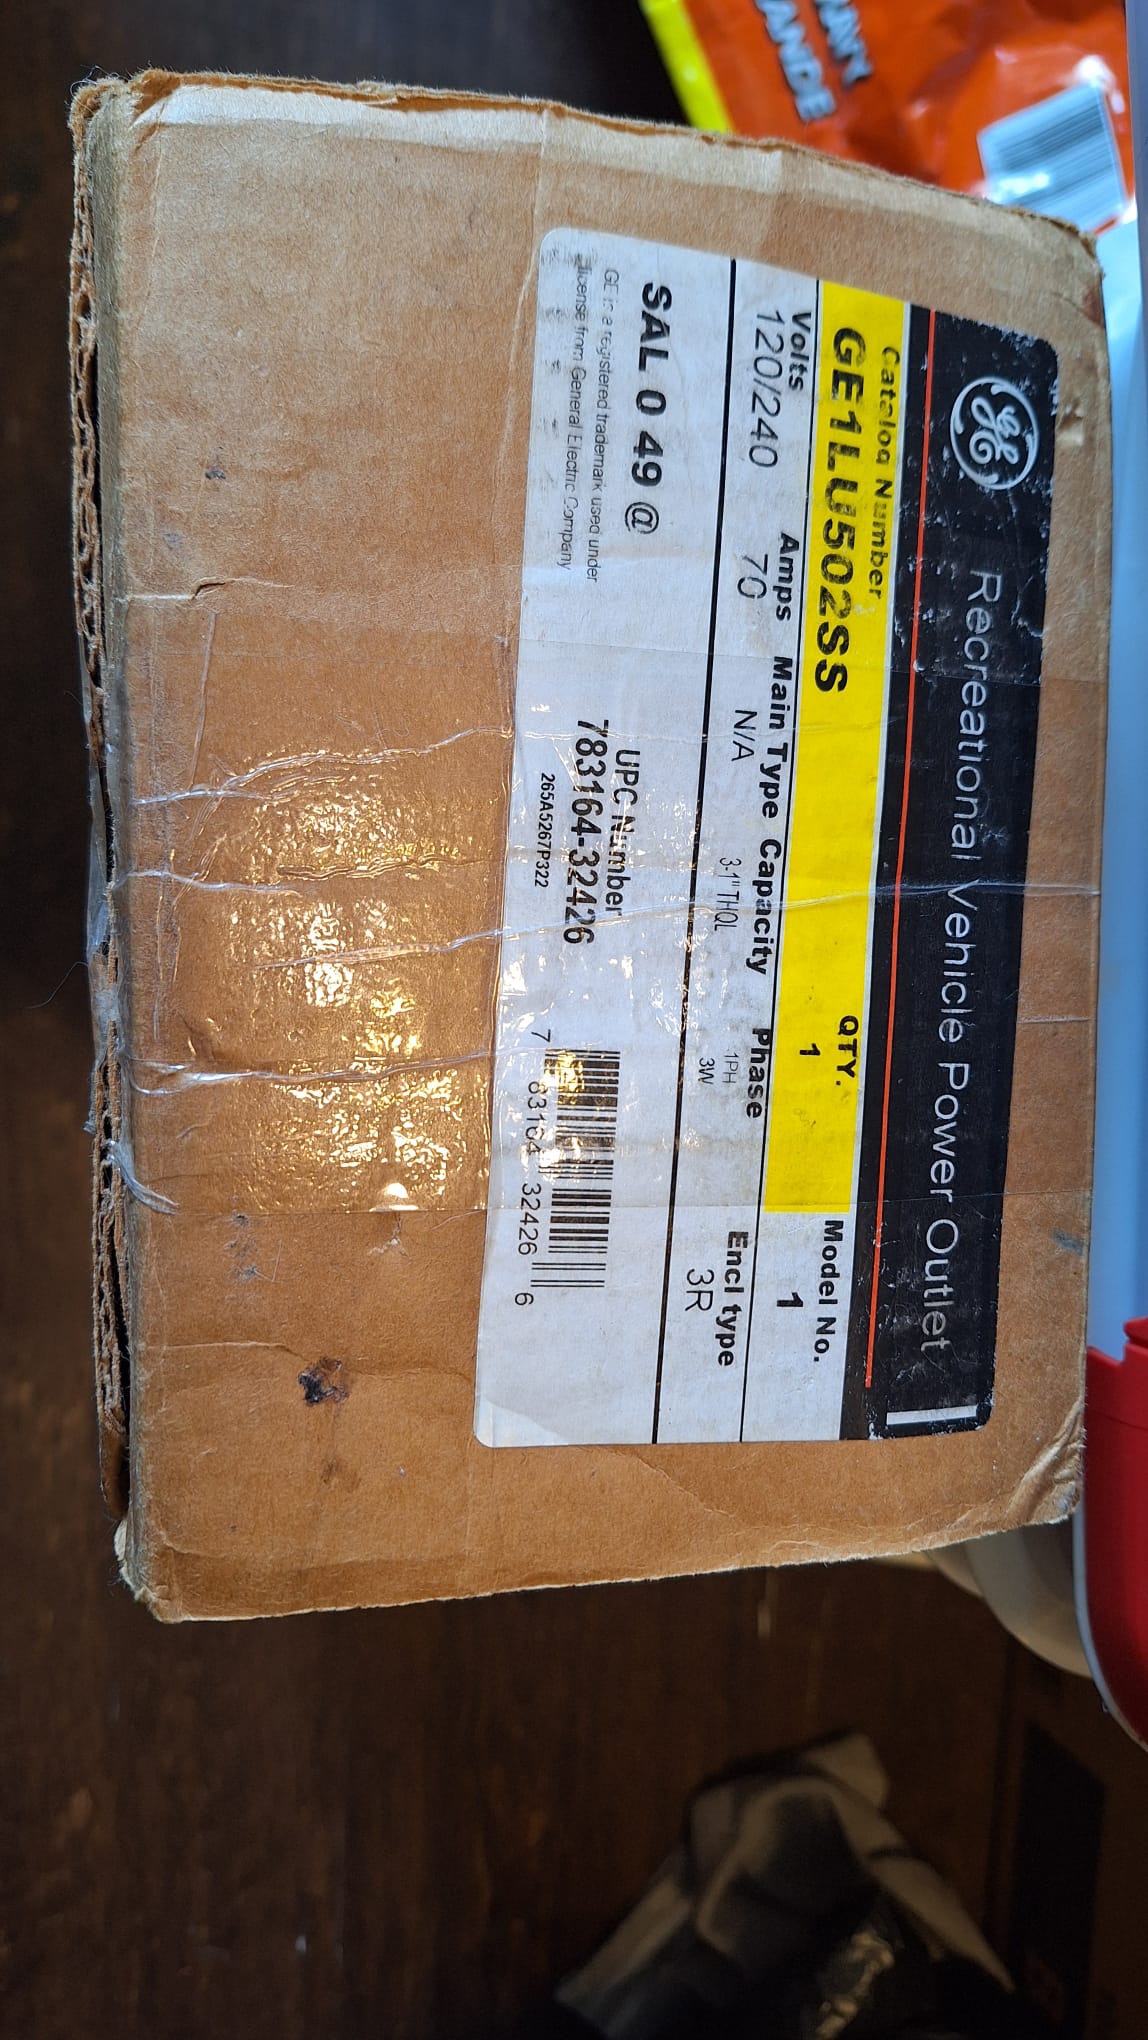 Recreational Vehicle Power Outlet
Catalog Number QTY. Model No.
GE1LU502SS 1 1
Volts Amps Main Type Capacity Phase Encl type
120/240 70 N/A 3-1" THQL 1PH 3R
3W
SAL 0 49 @
GE is a registered trademark used under
license from General Electric Company
UPC Number
783164-32426
265A5267P322
7 83164 32426 6